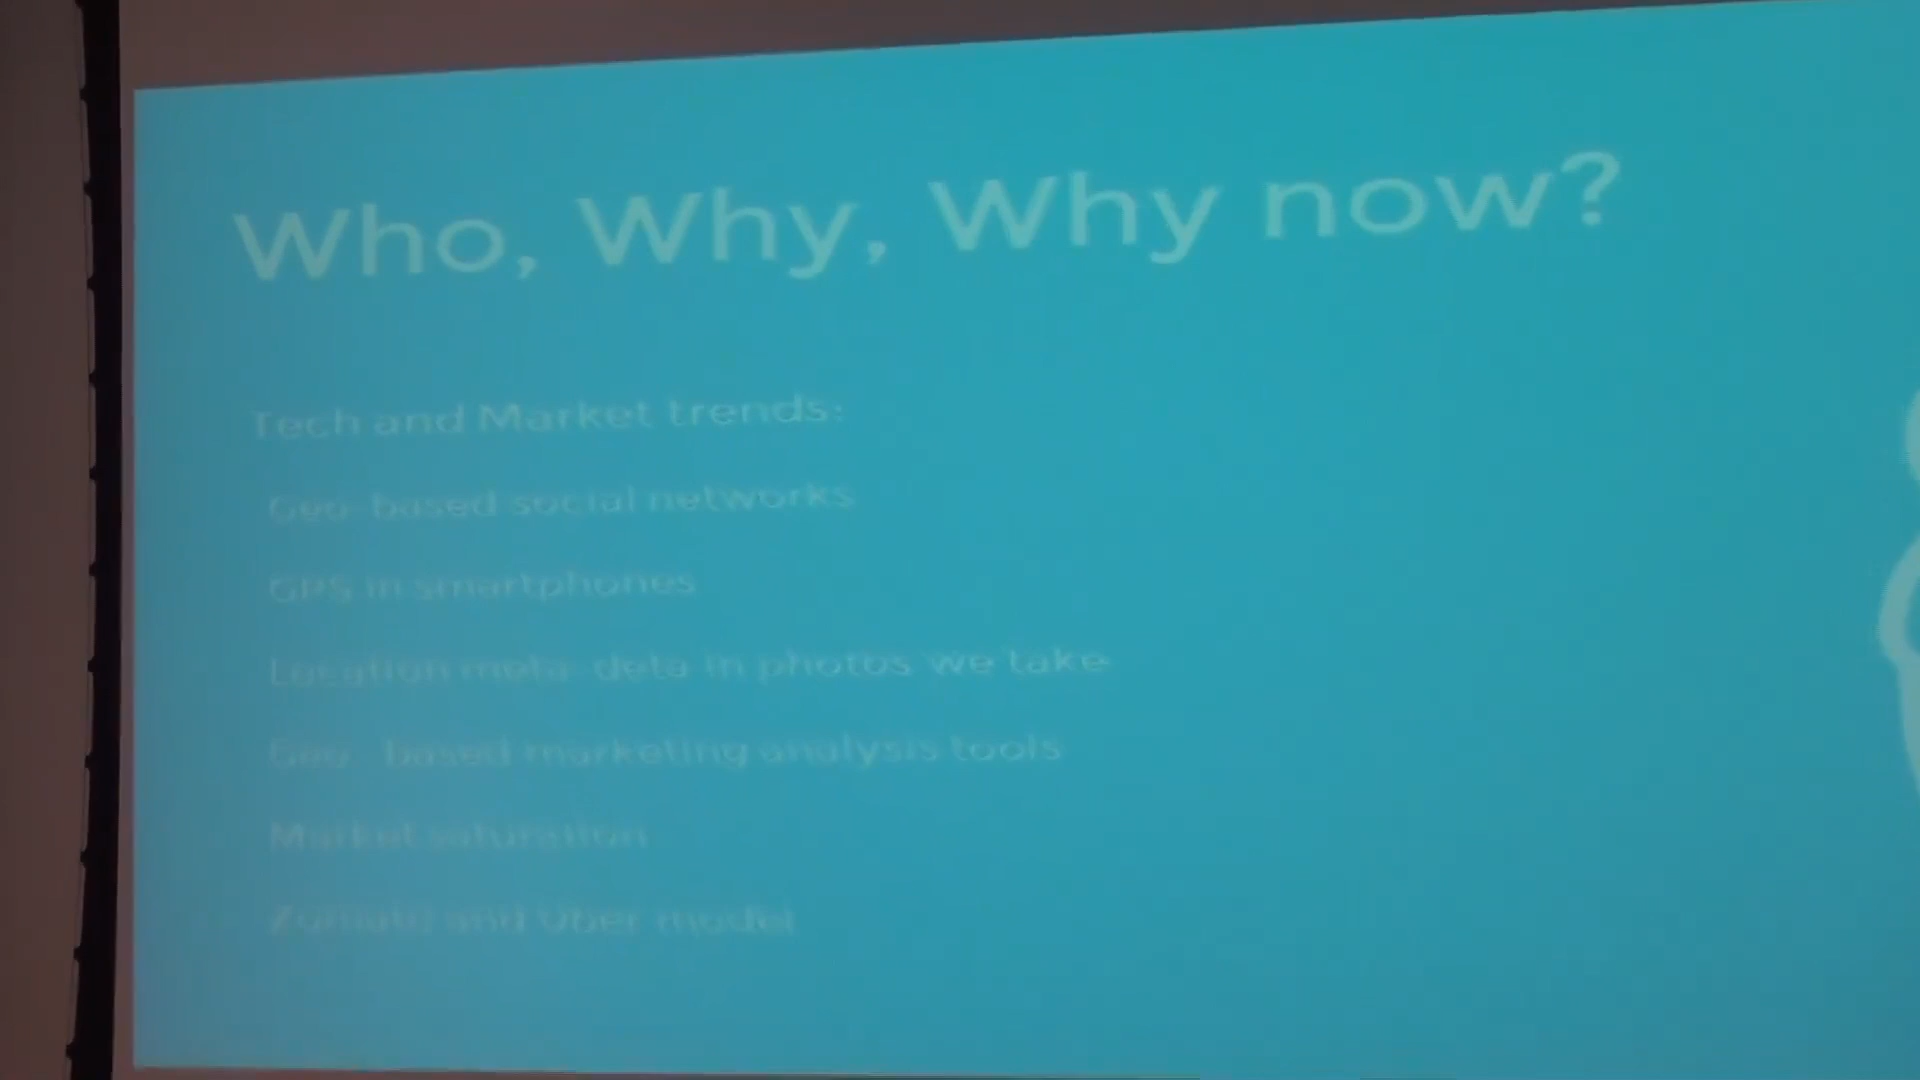 Who, Why, Why now?
Tech and Market trends:
Geo-based social networks
GPS in smartphones
Location meta-data in photos we take
Geo-based marketing analysis tools
Market saturation
Zomato and Uber model